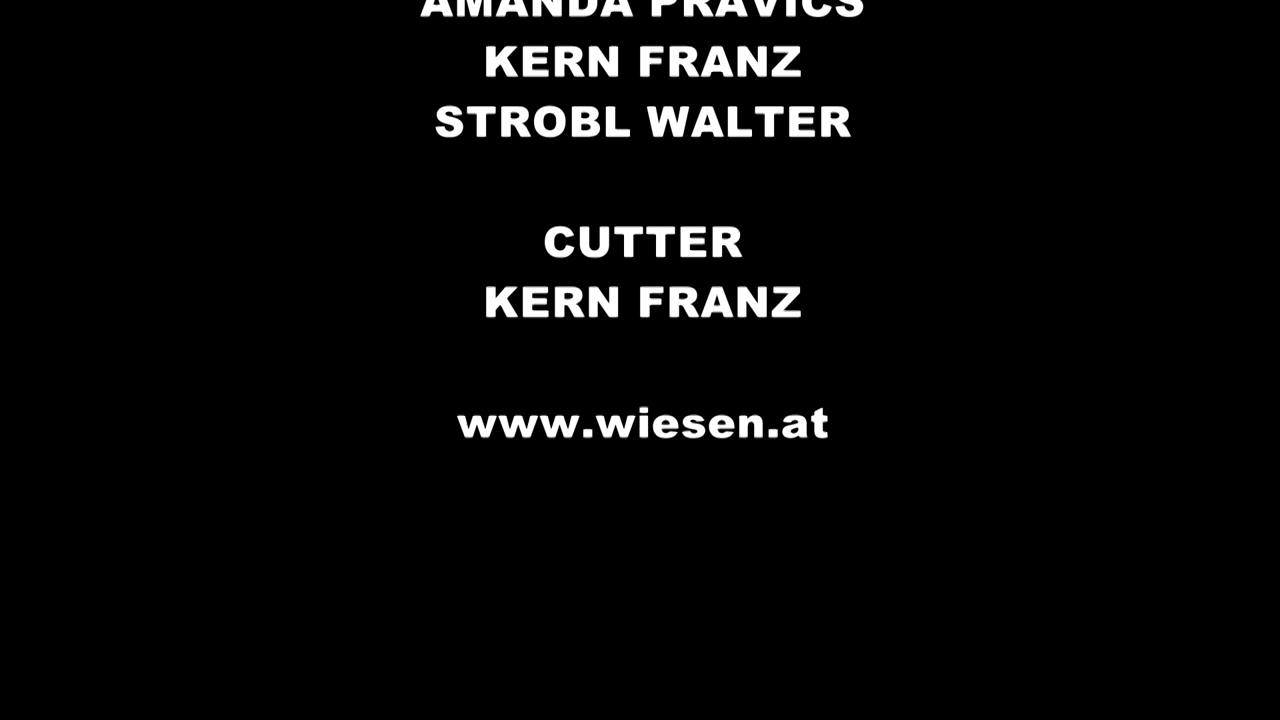 AMANDA PRAVICS
KERN FRANZ
STROBL WALTER
CUTTER
KERN FRANZ
www.wiesen.at